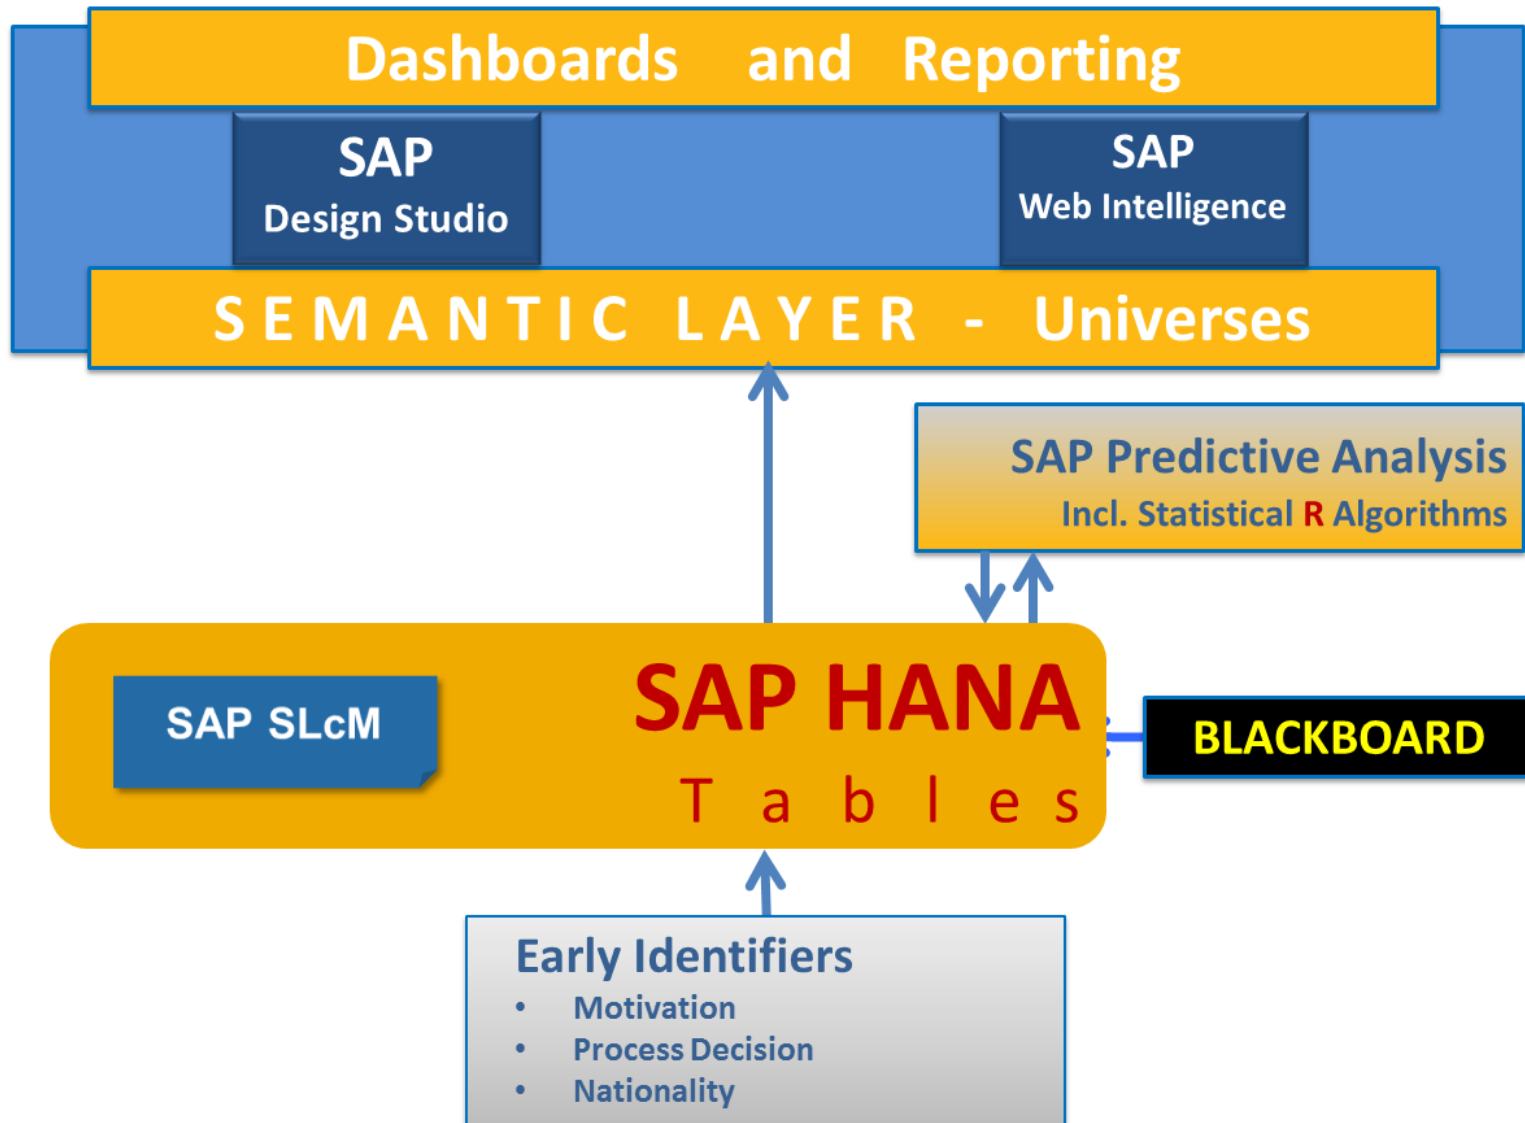 Dashboards and Reporting
SAP
Design Studio
SAP
Web Intelligence
SEMANTIC LAYER - Universes
SAP Predictive Analysis
Incl. Statistical R Algorithms
SAP SLcM
SAP HANA
Tables
BLACKBOARD
Early Identifiers
• Motivation
• Process Decision
• Nationality